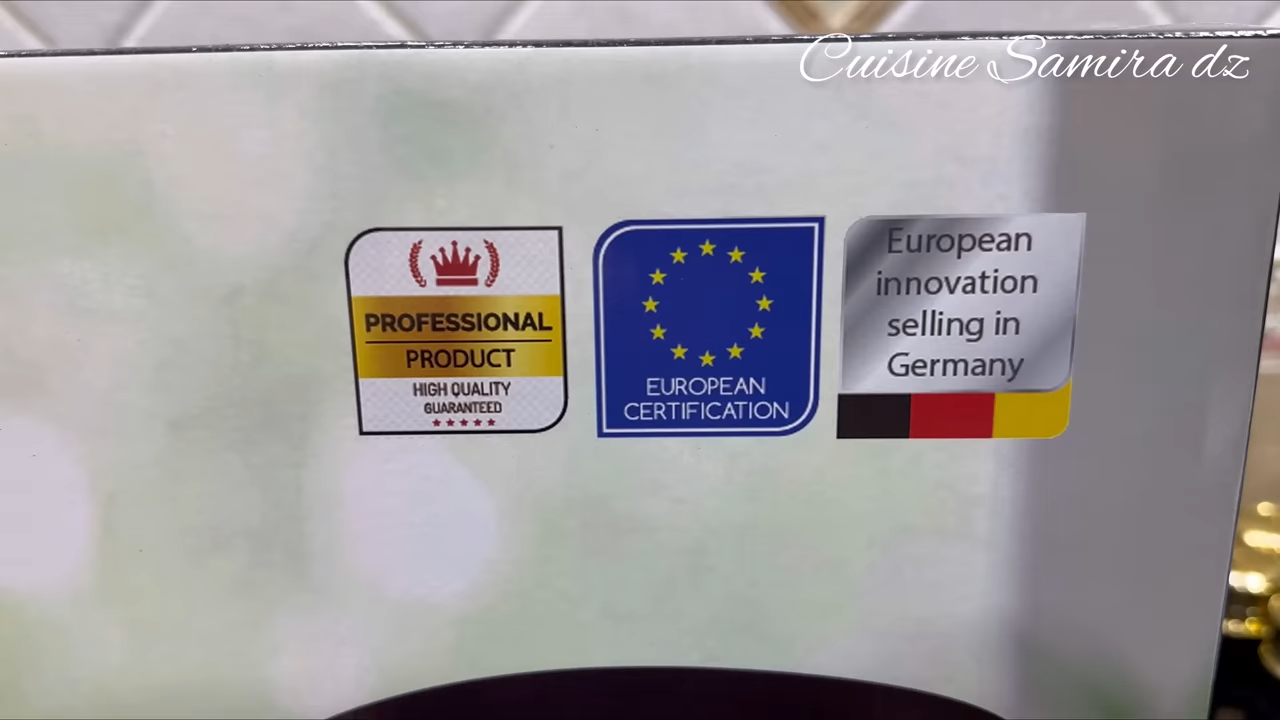 Cuisine Samira dz
PROFESSIONAL
PRODUCT
HIGH QUALITY
GUARANTEED
EUROPEAN
CERTIFICATION
European
innovation
selling in
Germany